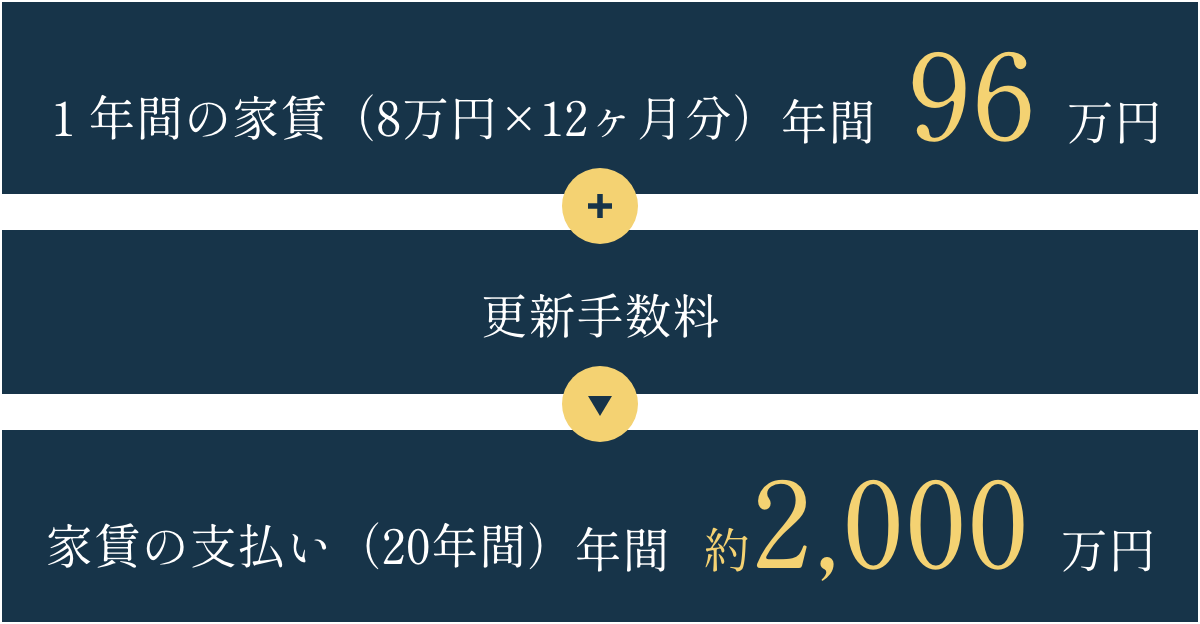 １年間の家賃（8万円×12ヶ月分）年間 96 万円
+
更新手数料
▼
家賃の支払い（20年間）年間 約2,000 万円